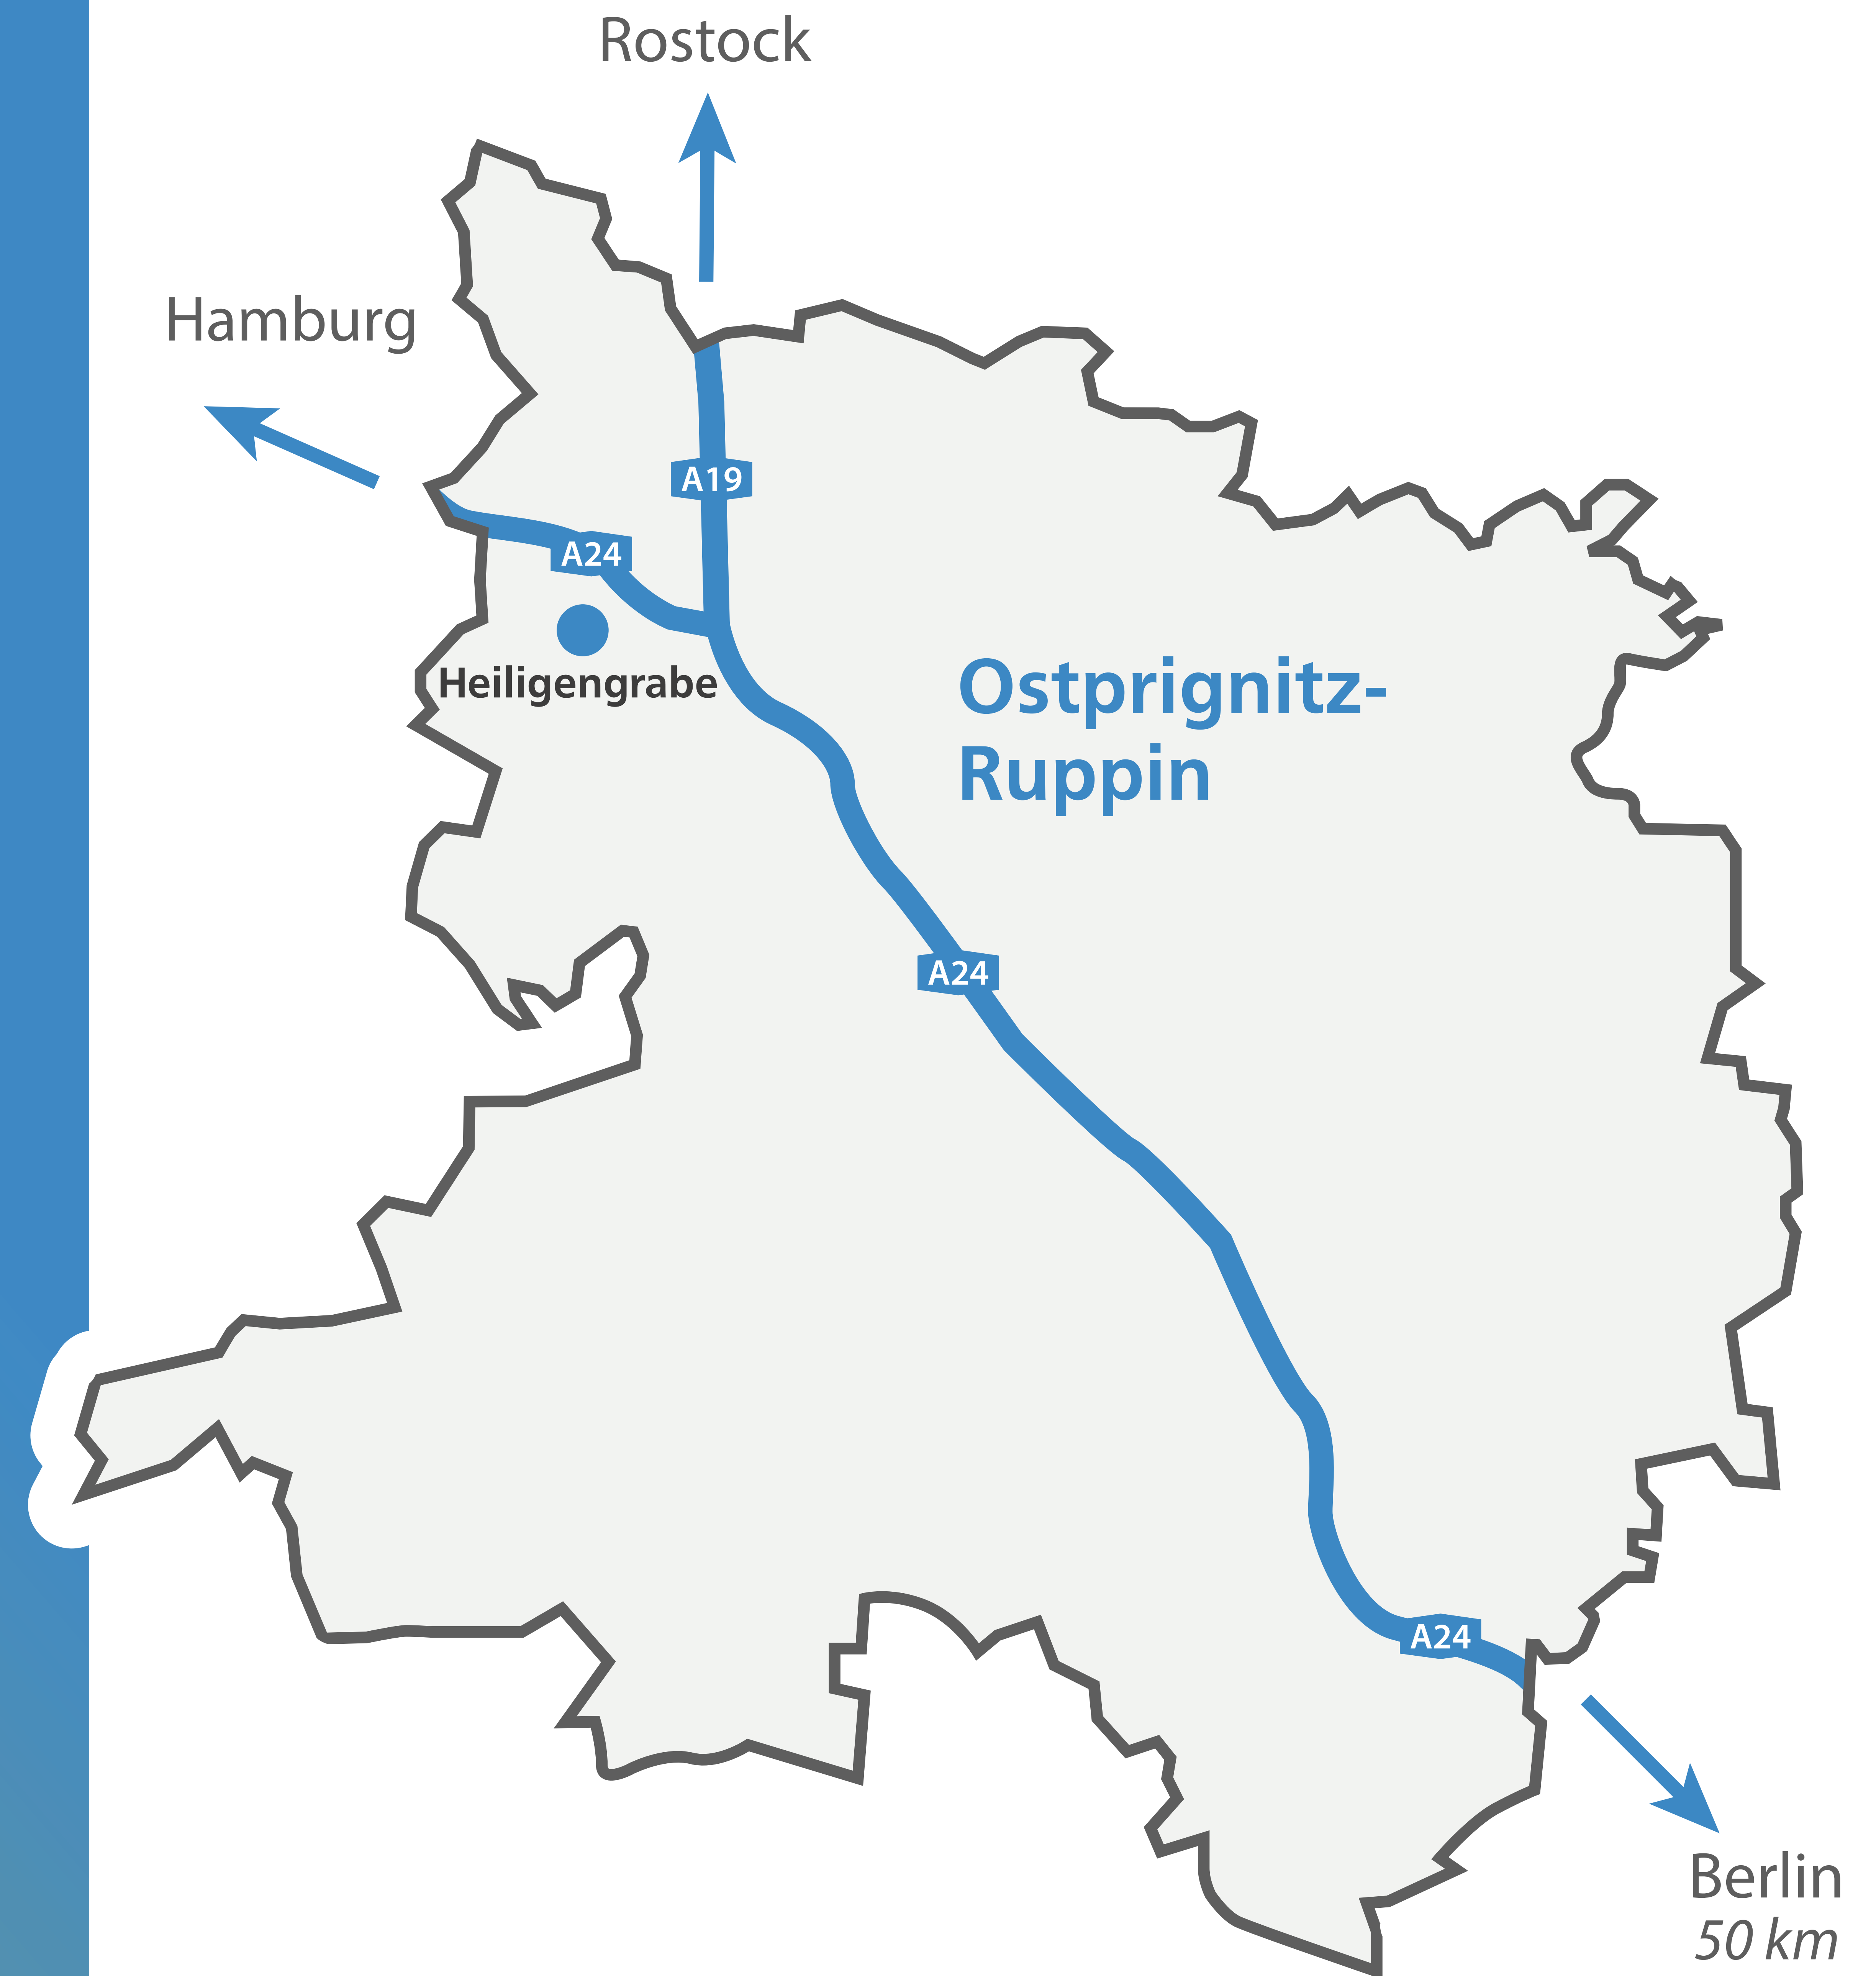 Rostock
Hamburg
A19
A24
Heiligengrabe
Ostprignitz-
Ruppin
A24
A24
Berlin
50 km